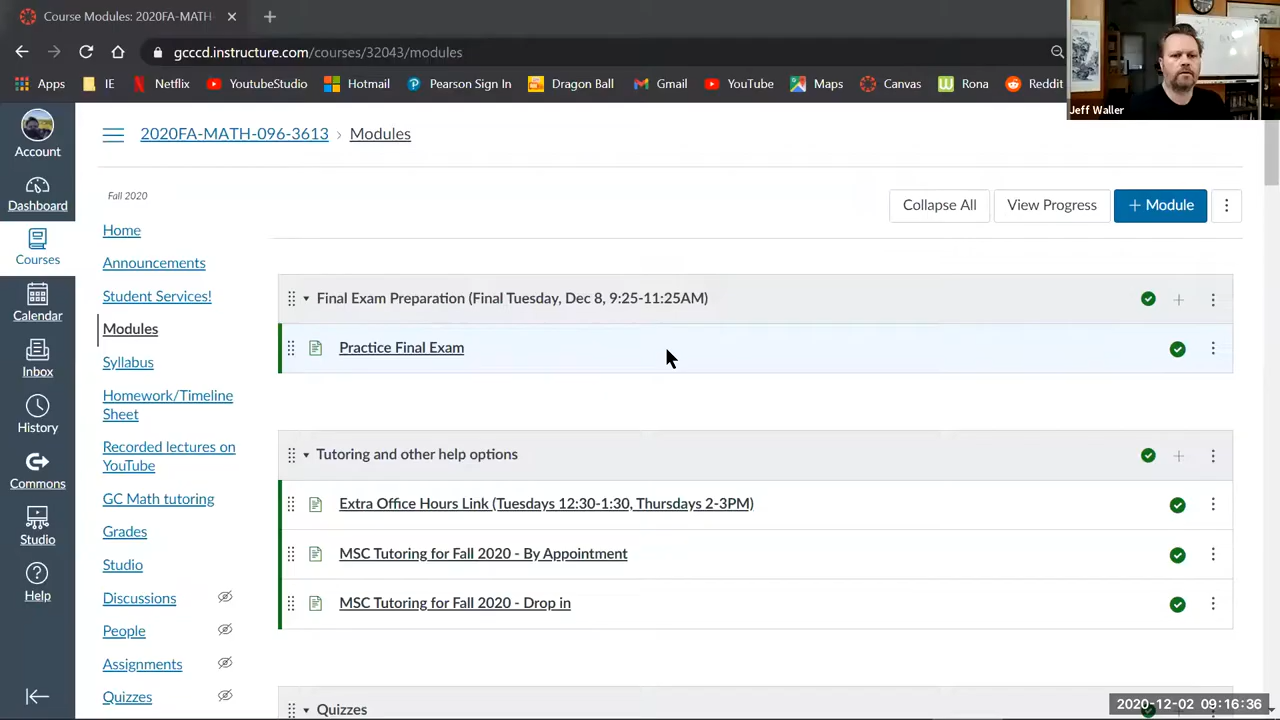 Course Modules: 2020FA-MATH-
gcccd.instructure.com/courses/32043/modules
Apps
IE
Netflix
YouTubeStudio
Hotmail
Pandora
Dragon Ball
Gmail
Youtube
Canvas
Rona
Reddit
Jeff Waller
Account
Dashboard
Courses
Calendar
Inbox
History
Commons
Studio
Help
2020FA-MATH-096-3613 › Modules
Fall 2020
Home
Announcements
Student Services!
Modules
Syllabus
Homework/Timeline
Sheet
Recorded lectures on
YouTube
GC Math tutoring
Grades
Studio
Discussions
People
Assignments
Quizzes
Collapse All
View Progress
+ Module
Final Exam Preparation (Final Tuesday, Dec 8, 9:25-11:25AM)
Practice Final Exam
Tutoring and other help options
Extra Office Hours Link (Tuesdays 12:30-1:30, Thursdays 2-3PM)
MSC Tutoring for Fall 2020 - By Appointment
MSC Tutoring for Fall 2020 - Drop in
Quizzes
2020-12-02 09:16:36